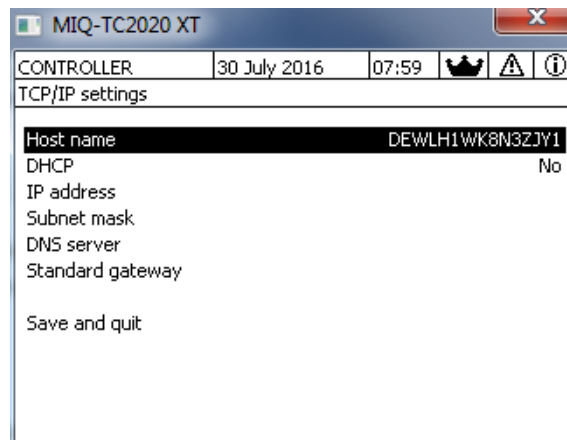 MIQ-TC2020 XT
CONTROLLER 30 July 2016 07:59
TCP/IP settings
Host name DEWLH1WK8N3ZJY1
DHCP No
IP address
Subnet mask
DNS server
Standard gateway
Save and quit